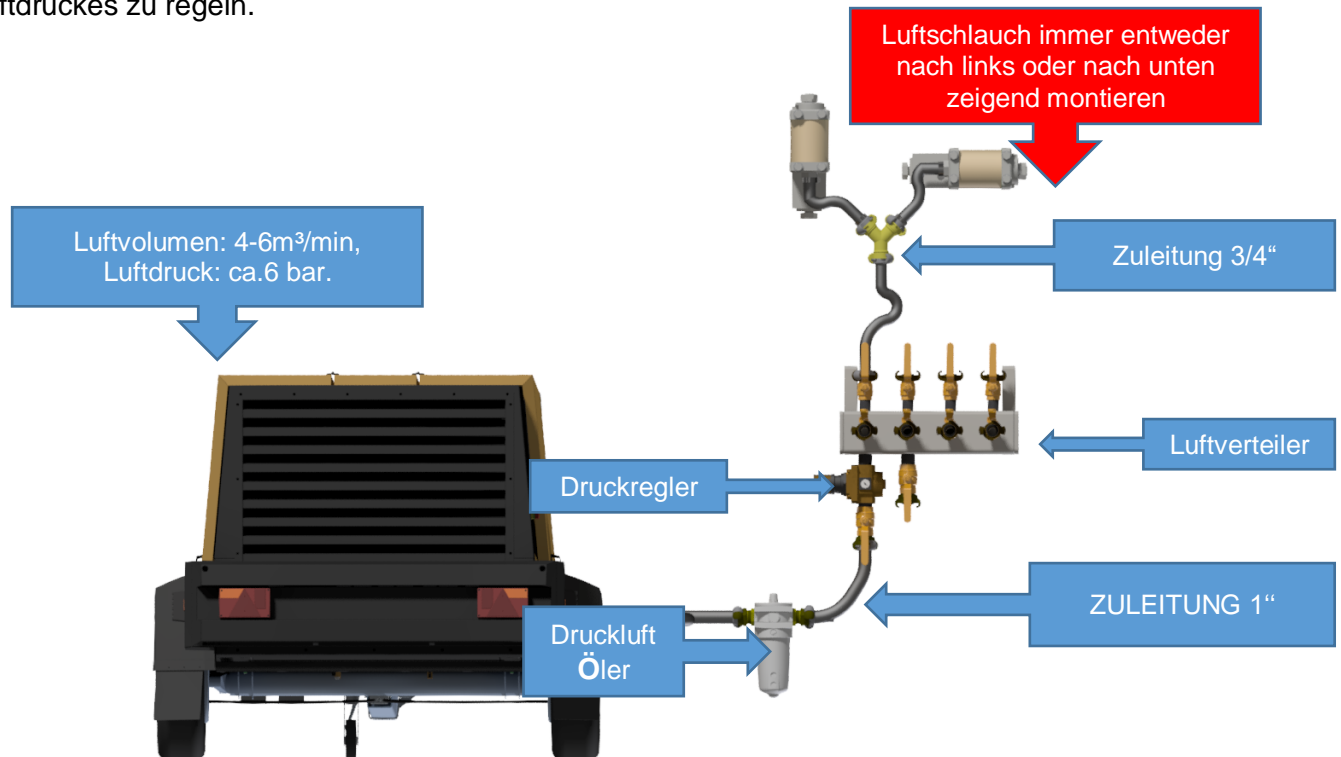 ftdruckes zu regeln.
Luftschlauch immer entweder
nach links oder nach unten
zeigend montieren
Luftvolumen: 4-6m³/min,
Luftdruck: ca.6 bar.
Zuleitung 3/4“
Luftverteiler
Druckregler
ZULEITUNG 1“
Druckluft
Öler